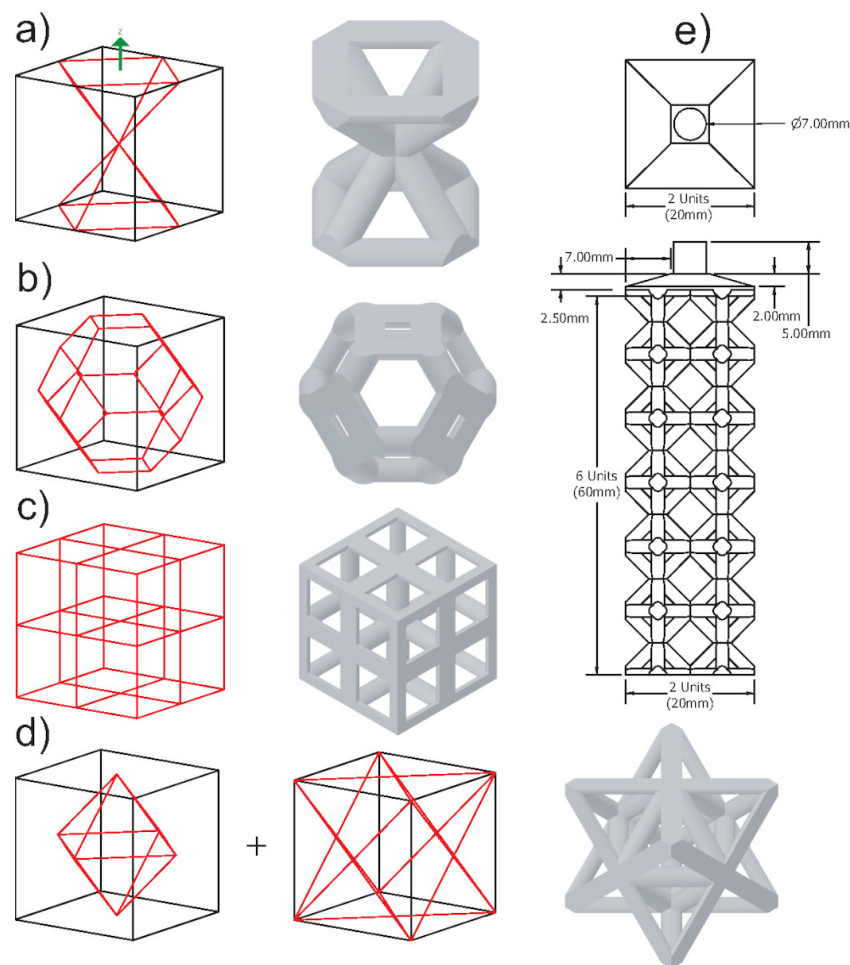 a)
z
e)
Ø7.00mm
2 Units
(20mm)
7.00mm
2.50mm
2.00mm
5.00mm
b)
6 Units
(60mm)
c)
2 Units
(20mm)
d)
+